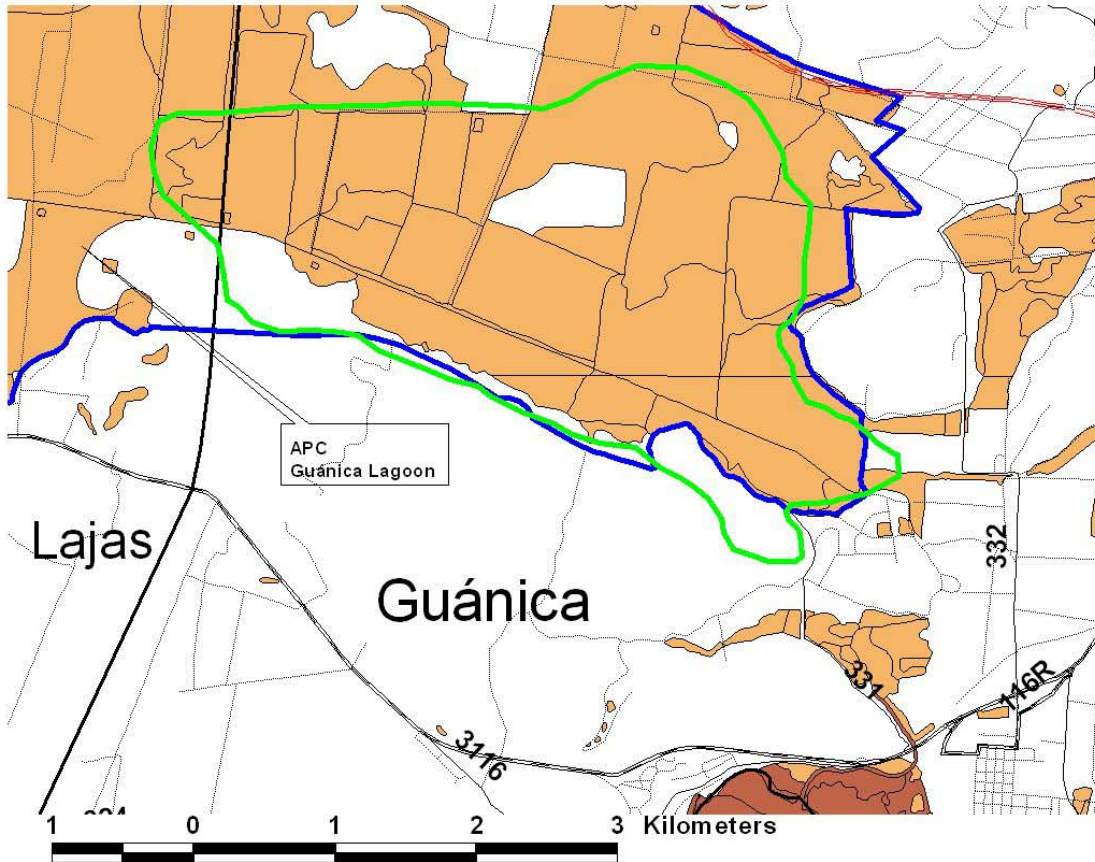 APC
Guánica Lagoon
Lajas
Guánica
332
331
116R
3116
1 0 1 2 3 Kilometers